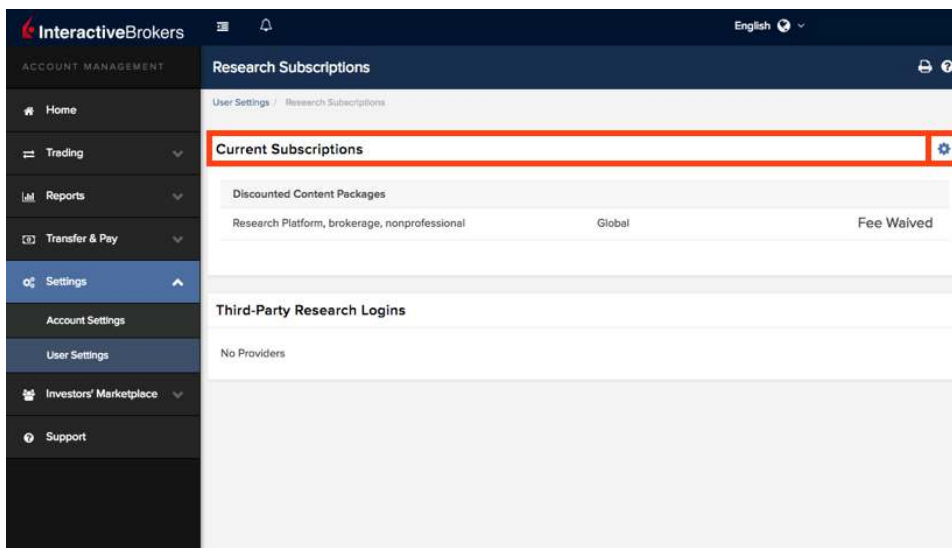 InteractiveBrokers
English
ACCOUNT MANAGEMENT
Research Subscriptions
Home
User Settings / Research Subscriptions
Trading
Current Subscriptions
Reports
Discounted Content Packages
Research Platform, brokerage, nonprofessional Global Fee Waived
Transfer & Pay
Settings
Account Settings
Third-Party Research Logins
User Settings
No Providers
Investors' Marketplace
Support